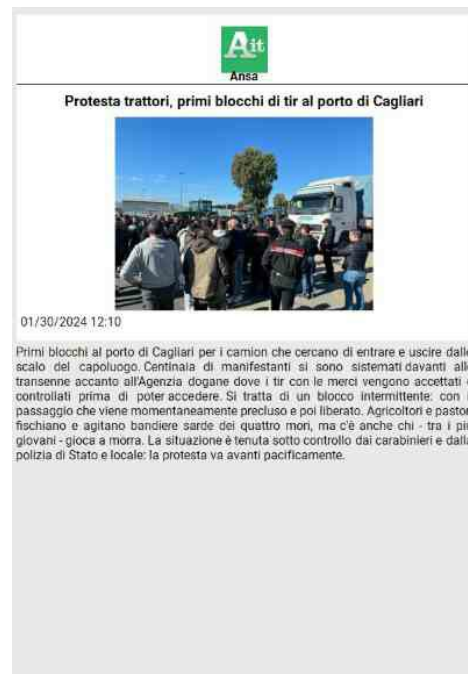 Ait
Ansa
Protesta trattori, primi blocchi di tir al porto di Cagliari
01/30/2024 12:10
Primi blocchi al porto di Cagliari per i camion che cercano di entrare e uscire dallo
scalo del capoluogo. Centinaia di manifestanti si sono sistemati davanti alle
transenne accanto all'Agenzia dogane dove i tir con le merci vengono accettati e
controllati prima di poter accedere. Si tratta di un blocco intermittente: con
passaggio che viene momentaneamente precluso e poi liberato. Agricoltori e pastori
fischiano e agitano bandiere sarde dei quattro mori, ma c'è anche chi - tra i più
giovani - gioca a morra. La situazione è tenuta sotto controllo dai carabinieri e dalla
polizia di Stato e locale: la protesta va avanti pacificamente.